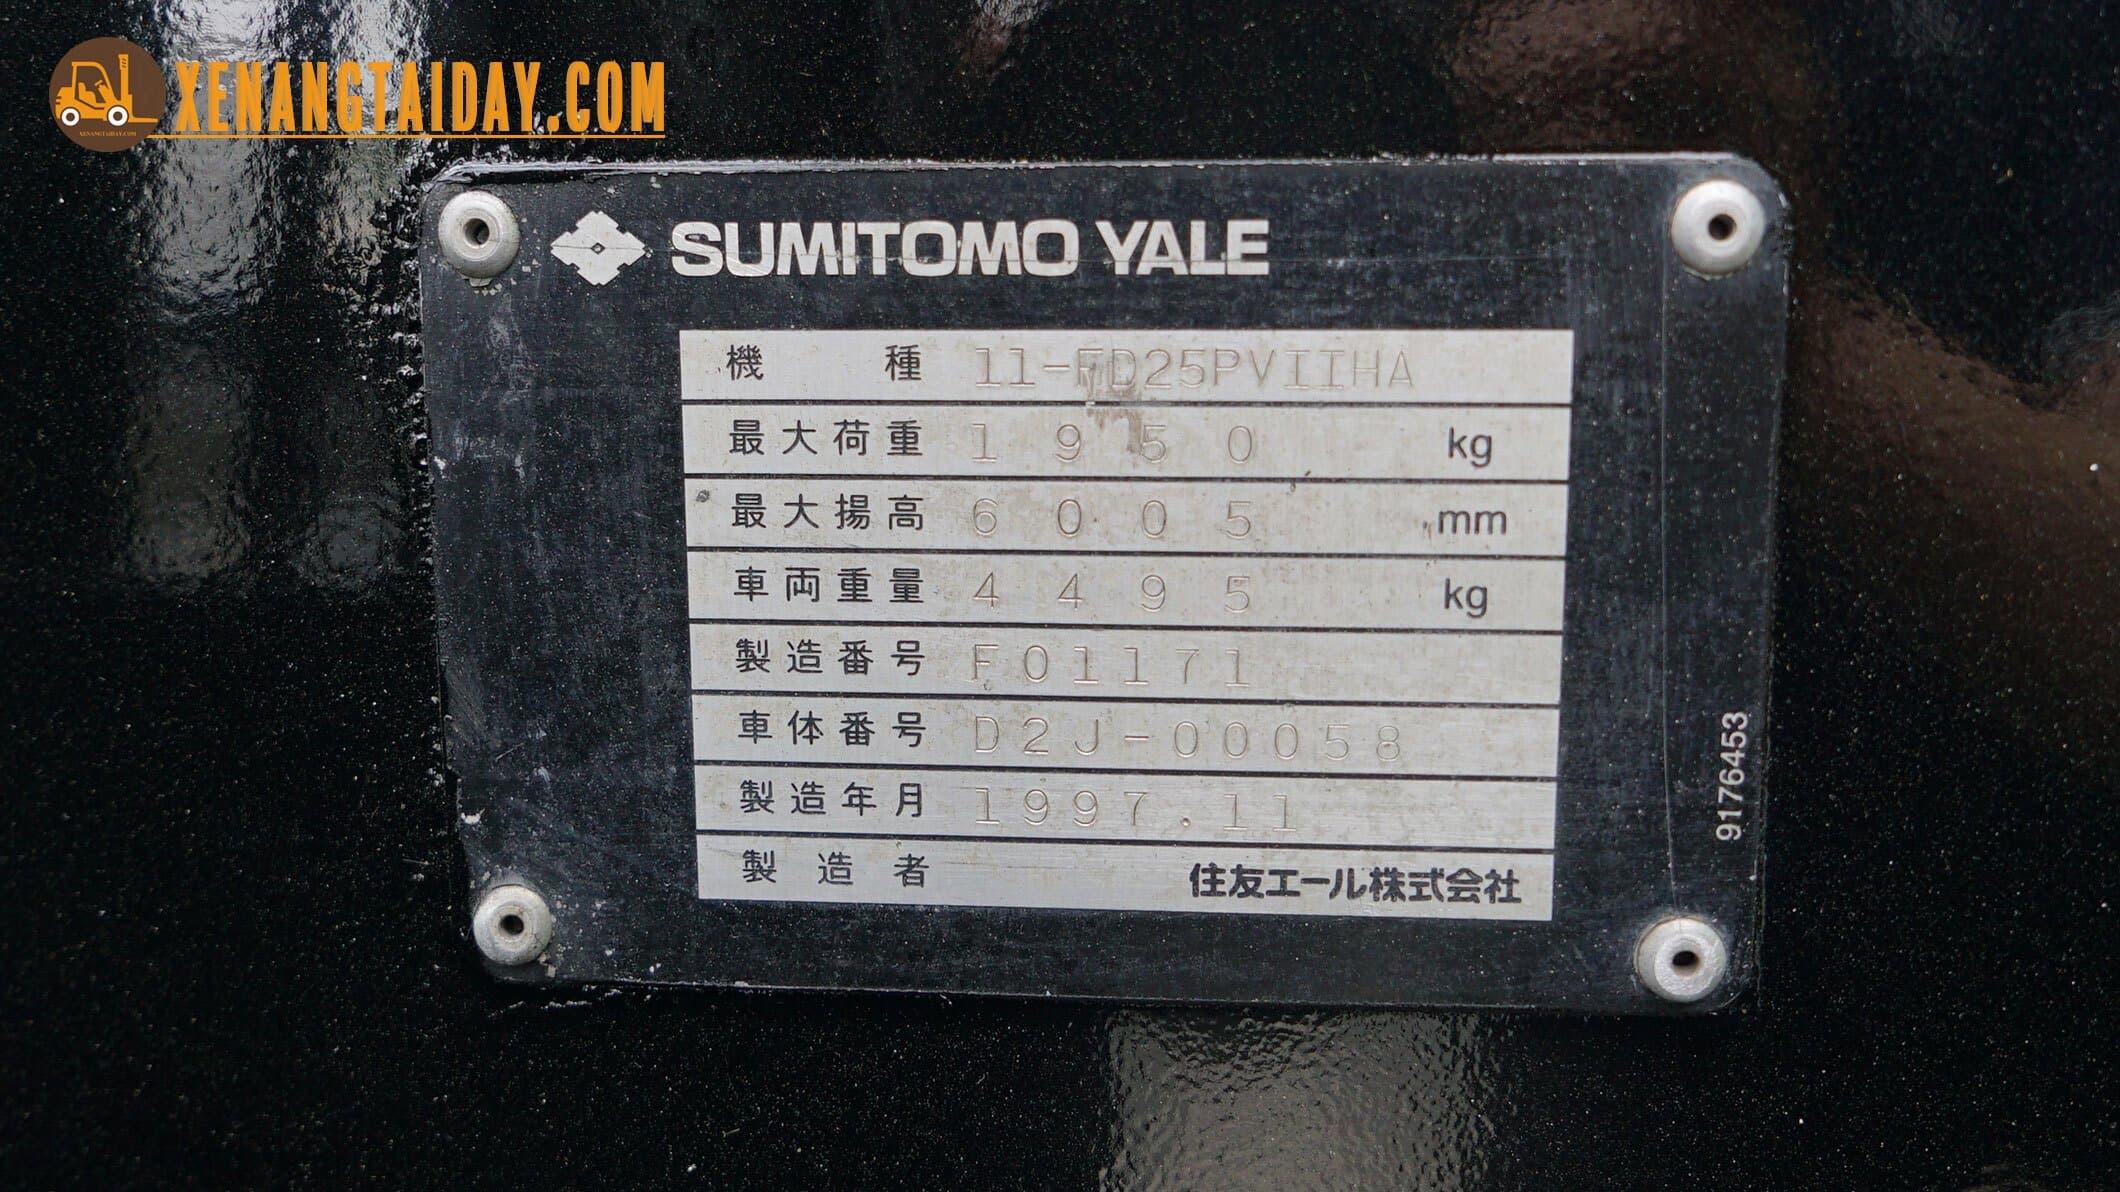 XENANGTAIDAY.COM
XENANGTAIDAY.COM
SUMITOMO YALE
機種 11-FD25PVIIHA
最大荷重 1950 kg
最大揚高 6005 mm
車両重量 4495 kg
製造番号 F01171
車体番号 D2J-00058
製造年月 1997.11
製造者 住友エール株式会社
9176453